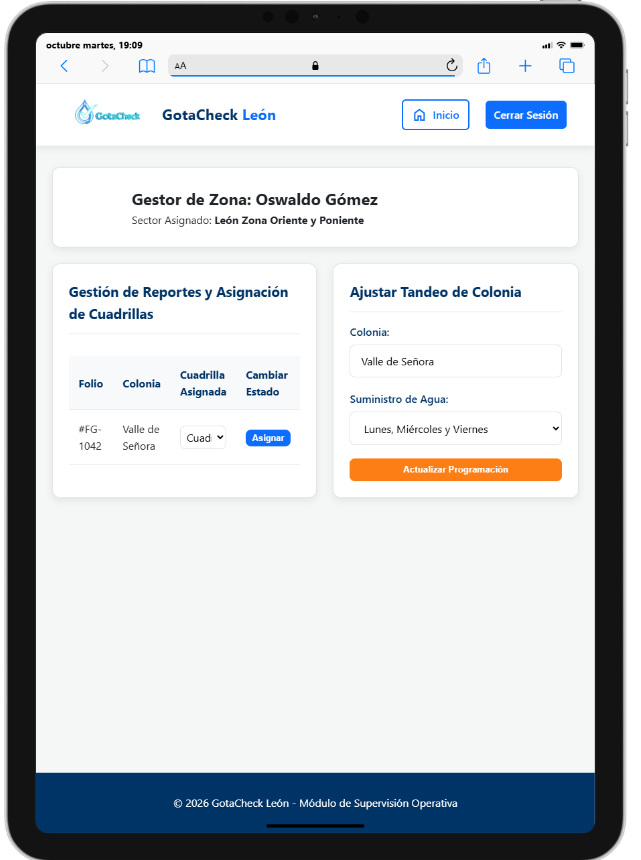 octubre martes, 19:09
AA
GotaCheck
GotaCheck León
Inicio
Cerrar Sesión
Gestor de Zona: Oswaldo Gómez
Sector Asignado: León Zona Oriente y Poniente
Gestión de Reportes y Asignación
de Cuadrillas
Folio
Colonia
Cuadrilla
Asignada
Cambiar
Estado
#FG-
1042
Valle de
Señora
Cuadi
Asignar
Ajustar Tandeo de Colonia
Colonia:
Valle de Señora
Suministro de Agua:
Lunes, Miércoles y Viernes
Actualizar Programación
© 2026 GotaCheck León - Módulo de Supervisión Operativa